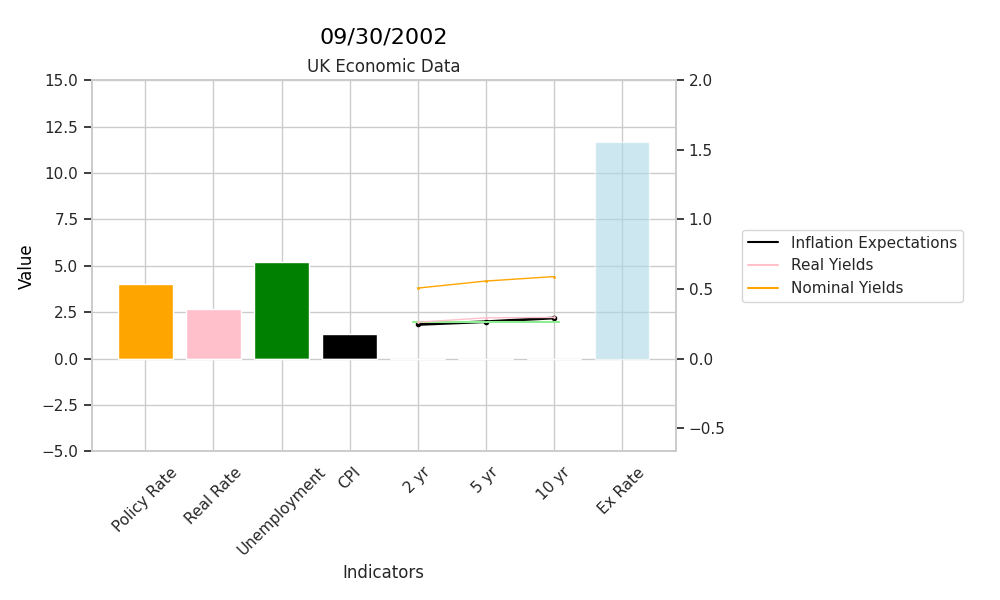 09/30/2002
UK Economic Data
15.0
12.5
10.0
7.5
5.0
2.5
0.0
−2.5
−5.0
Value
2.0
1.5
1.0
0.5
0.0
−0.5
Inflation Expectations
Real Yields
Nominal Yields
Policy Rate
Real Rate
Unemployment
CPI
2 yr
5 yr
10 yr
Ex Rate
Indicators